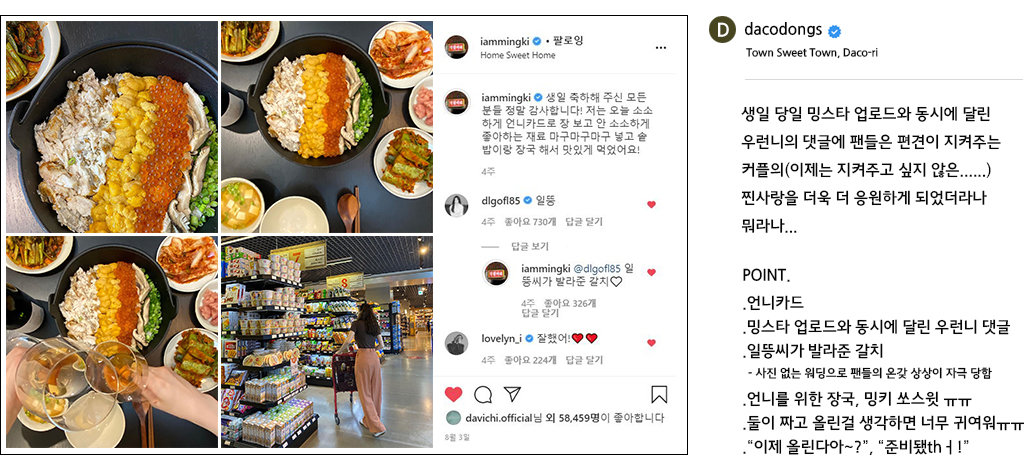 iammingki • 팔로잉
Home Sweet Home
iammingki 생일 축하해 주신 모든
분들 정말 감사합니다! 저는 오늘 소소
하게 언니카드로 장 보고 안 소소하게
좋아하는 재료 마구마구마구 넣고 솥
밥이랑 장국 해서 맛있게 먹었어요!
4주
dlgofl85 일뜽
4주 좋아요 730개 답글 달기
답글 보기
iammingki @dlgofl85 일
뜽씨가 발라준 갈치♡
4주 좋아요 326개
답글 달기
lovelyn_i 잘했어!❤❤
4주 좋아요 224개 답글 달기
davichi.official님 외 58,459명이 좋아합니다
8월 3일
D dacodongs
Town Sweet Town, Daco-ri
생일 당일 밍스타 업로드와 동시에 달린
우런니의 댓글에 팬들은 편견이 지켜주는
커플의(이제는 지켜주고 싶지 않은......)
찐사랑을 더욱 더 응원하게 되었더라나
뭐라나...
POINT.
.언니카드
.밍스타 업로드와 동시에 달린 우런니 댓글
.일뜽씨가 발라준 갈치
- 사진 없는 워딩으로 팬들의 온갖 상상이 자극 당함
.언니를 위한 장국, 밍키 쏘스윗 ㅠㅠ
.둘이 짜고 올린걸 생각하면 너무 귀여워ㅠㅠ
.“이제 올린다아~?”, “준비됐thㅓ!”